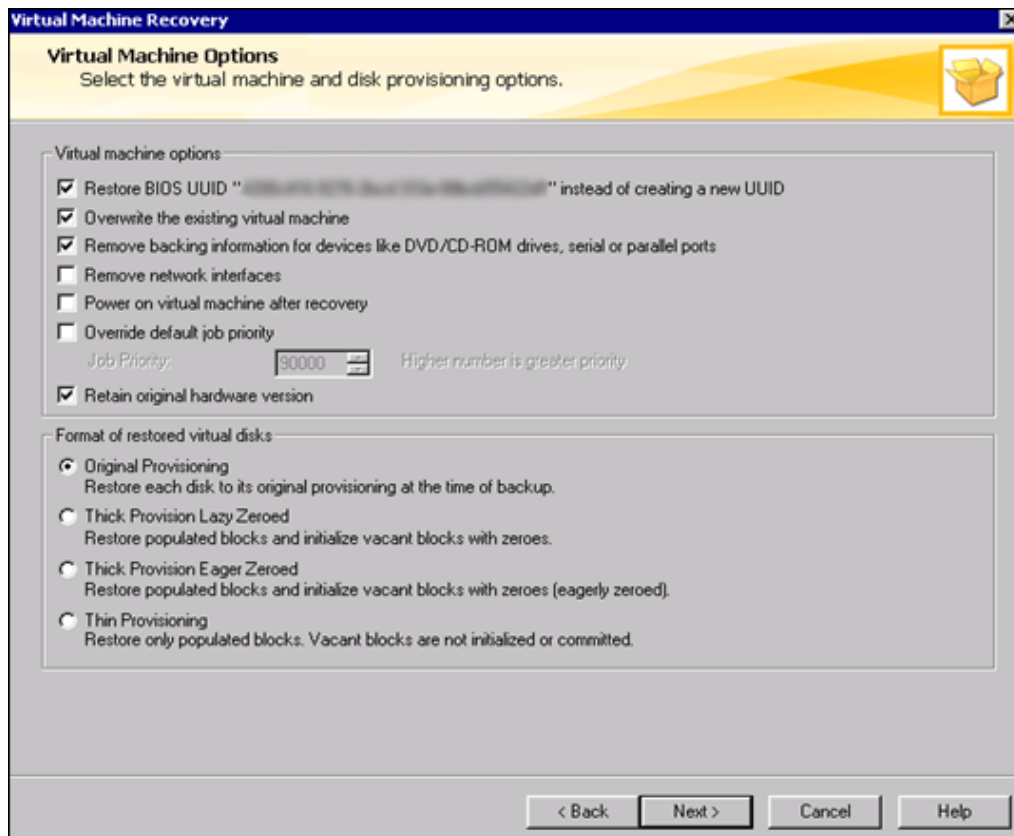 Virtual Machine Recovery
Virtual Machine Options
Select the virtual machine and disk provisioning options.
Virtual machine options
Restore BIOS UUID "" instead of creating a new UUID
Overwrite the existing virtual machine
Remove backing information for devices like DVD/CD-ROM drives, serial or parallel ports
Remove network interfaces
Power on virtual machine after recovery
Override default job priority
Job Priority: 90000 Higher number is greater priority
Retain original hardware version
Format of restored virtual disks
Original Provisioning
Restore each disk to its original provisioning at the time of backup.
Thick Provision Lazy Zeroed
Restore populated blocks and initialize vacant blocks with zeroes.
Thick Provision Eager Zeroed
Restore populated blocks and initialize vacant blocks with zeroes (eagerly zeroed).
Thin Provisioning
Restore only populated blocks. Vacant blocks are not initialized or committed.
< Back Next > Cancel Help